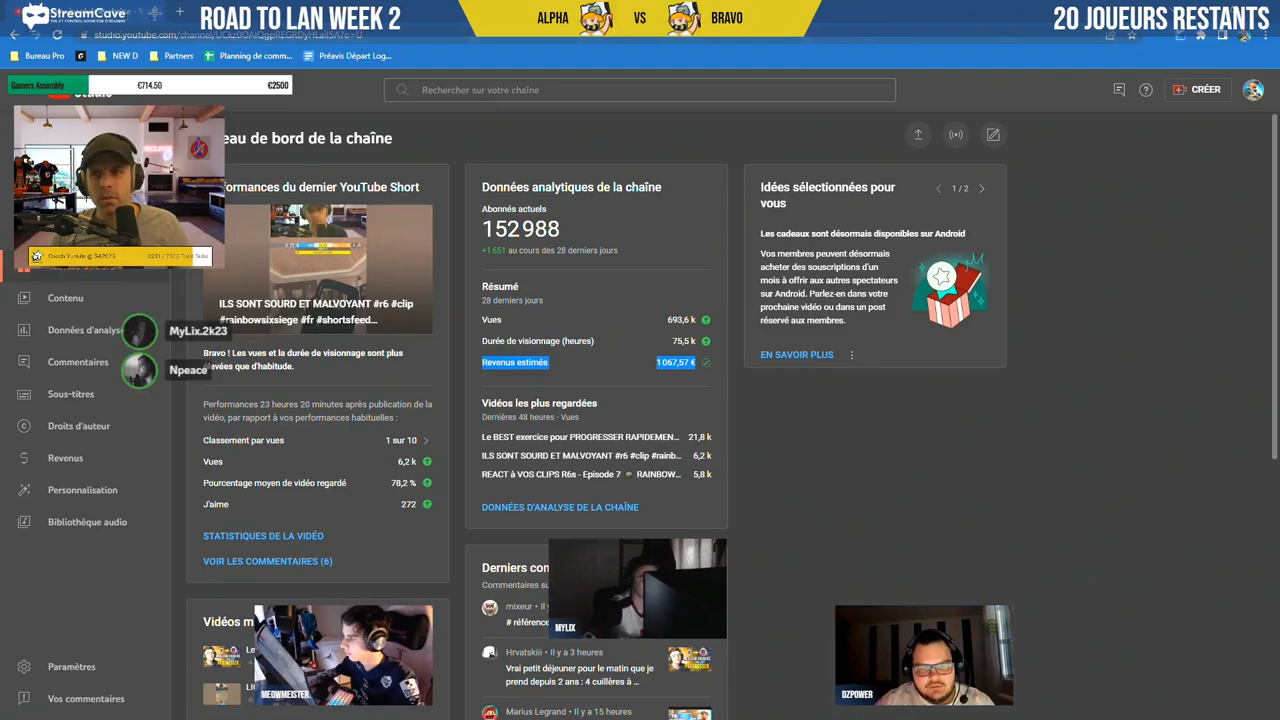 StreamCave
#1 CONTROL ROOM FOR STREAMERS
ROAD TO LAN WEEK 2
ALPHA
VS
BRAVO
20 JOUEURS RESTANTS
Bureau Pro
NEW D
Partners
Planning de comm...
Préavis Départ Log...
Gamers Assembly
€714.50
€2500
Rechercher sur votre chaîne
CRÉER
eau de bord de la chaîne
formances du dernier YouTube Short
ILS SONT SOURD ET MALVOYANT #r6 #clip
#rainbowsixsiege #fr #shortsfeed...
Bravo ! Les vues et la durée de visionnage sont plus
élevées que d'habitude.
Performances 23 heures 20 minutes après publication de la
vidéo, par rapport à vos performances habituelles :
Classement par vues
1 sur 10
Vues
6,2 k
Pourcentage moyen de vidéo regardé
78,2 %
J'aime
272
STATISTIQUES DE LA VIDÉO
VOIR LES COMMENTAIRES (6)
Vidéos m
MEOWMEISTER.
Contenu
Données d'analys
MyLix.2k23
Commentaires
Npeace
Sous-titres
Droits d'auteur
Revenus
Personnalisation
Bibliothèque audio
Paramètres
Vos commentaires
Données analytiques de la chaîne
Abonnés actuels
152 988
+1 651 au cours des 28 derniers jours
Résumé
28 derniers jours
Vues
693,6 k
Durée de visionnage (heures)
75,5 k
Revenus estimés
1 067,57 €
Vidéos les plus regardées
Dernières 48 heures · Vues
Le BEST exercice pour PROGRESSER RAPIDEMEN...
21,8 k
ILS SONT SOURD ET MALVOYANT #r6 #clip #rainb...
6,2 k
REACT à VOS CLIPS R6s - Episode 7 RAINBOW...
5,8 k
DONNÉES D'ANALYSE DE LA CHAÎNE
Derniers con
Commentaires su
mixeur • Il y
# référence
MYLIX
Hrvatskiii • Il y a 3 heures
Vrai petit déjeuner pour le matin que je
prend depuis 2 ans : 4 cuillères à ...
Marius Legrand • Il y a 15 heures
Idées sélectionnées pour
vous
1 / 2
Les cadeaux sont désormais disponibles sur Android
Vos membres peuvent désormais
acheter des souscriptions d'un
mois à offrir aux autres spectateurs
sur Android. Parlez-en dans votre
prochaine vidéo ou dans un post
réservé aux membres.
EN SAVOIR PLUS
DZPOWER